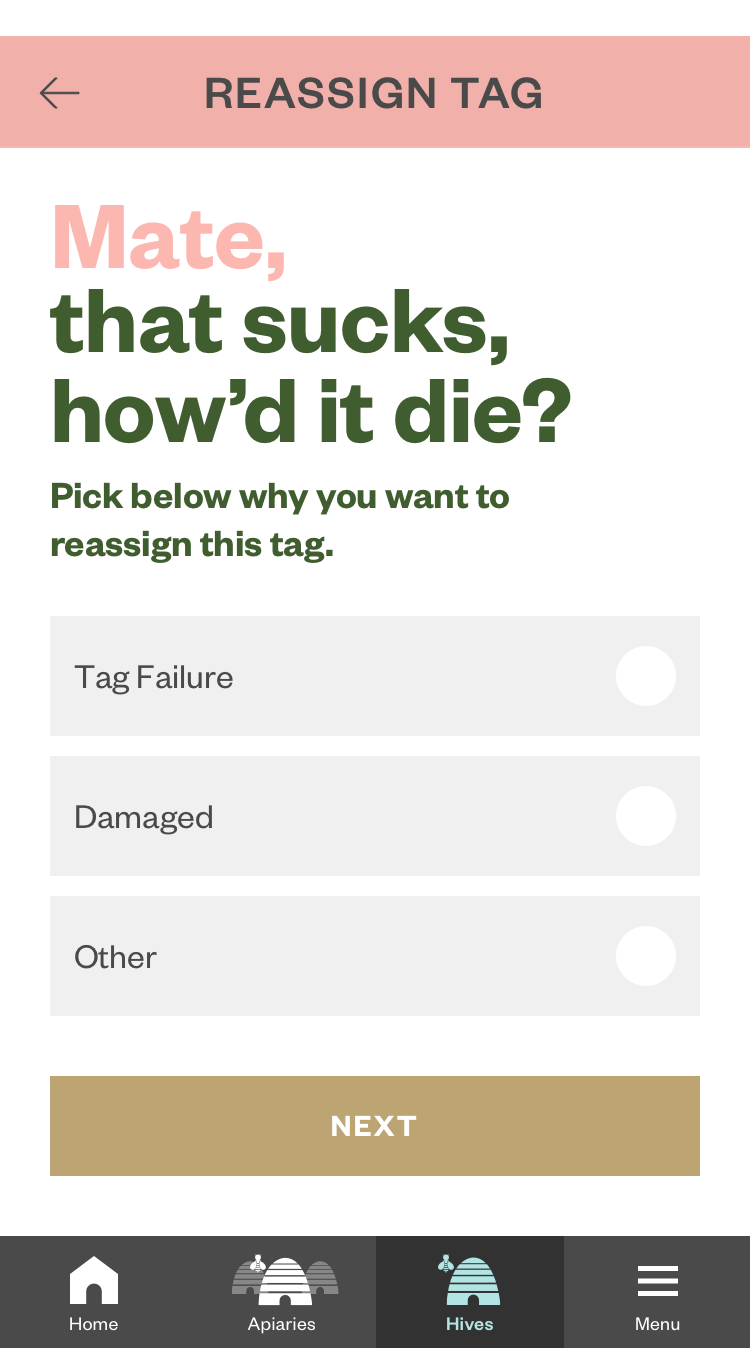 REASSIGN TAG
Mate,
that sucks,
how’d it die?
Pick below why you want to
reassign this tag.
Tag Failure
Damaged
Other
NEXT
Home
Apiaries
Hives
Menu